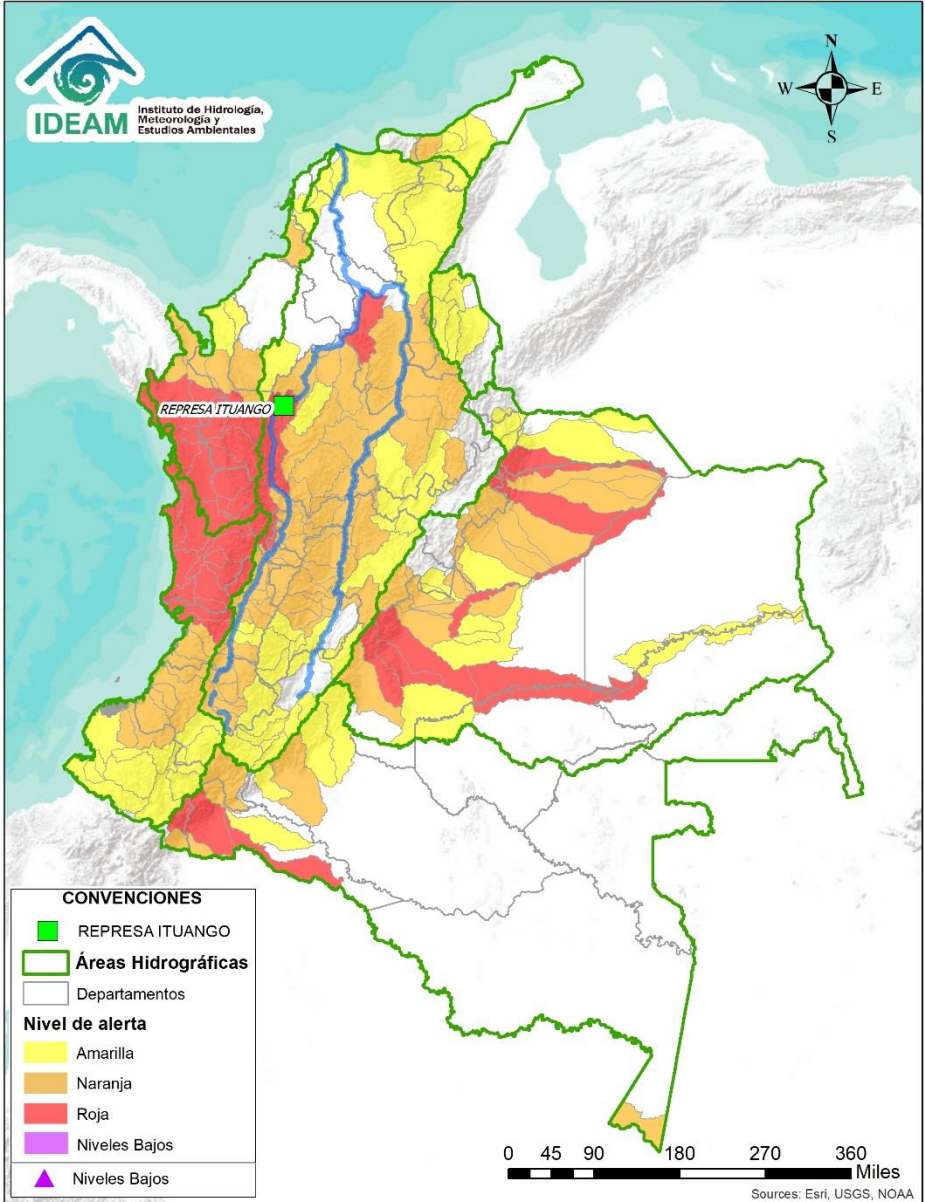 IDEAM
Instituto de Hidrología,
Meteorología y
Estudios Ambientales
N
W E
S
REPRESA ITUANGO
CONVENCIONES
REPRESA ITUANGO
Áreas Hidrográficas
Departamentos
Nivel de alerta
Amarilla
Naranja
Roja
Niveles Bajos
Niveles Bajos
0 45 90 180 270 360
Miles
Sources: Esri, USGS, NOAA